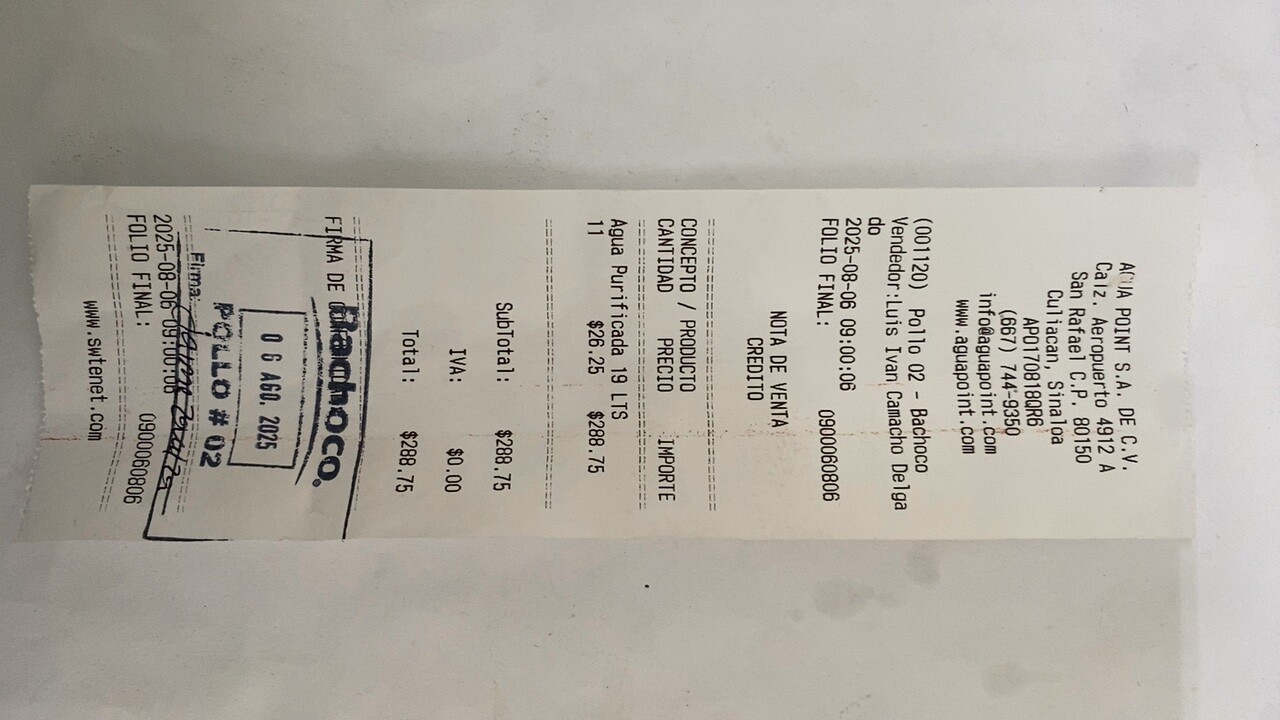 AGUA POINT S.A. DE C.V.
Calz. Aeropuerto 4912 A
San Rafael C.P. 80150
Culiacan, Sinaloa
APO170818QR6
(667) 744-9350
info@aguapoint.com
www.aguapoint.com
(001120) Pollo 02 - Bachoco
Vendedor:Luis Ivan Camacho Delga
do
2025-08-06 09:00:06
FOLIO FINAL: 0900060806
NOTA DE VENTA
CREDITO
CONCEPTO / PRODUCTO
CANTIDAD PRECIO IMPORTE
Agua Purificada 19 LTS
11 $26.25 $288.75
SubTotal: $288.75
IVA: $0.00
Total: $288.75
FIRMA DE
Bachoco.
06 AGO. 2025
POLLO # 02
Firma:
2025-08-06 09:00:06
FOLIO FINAL: 0900060806
www.swtenet.com